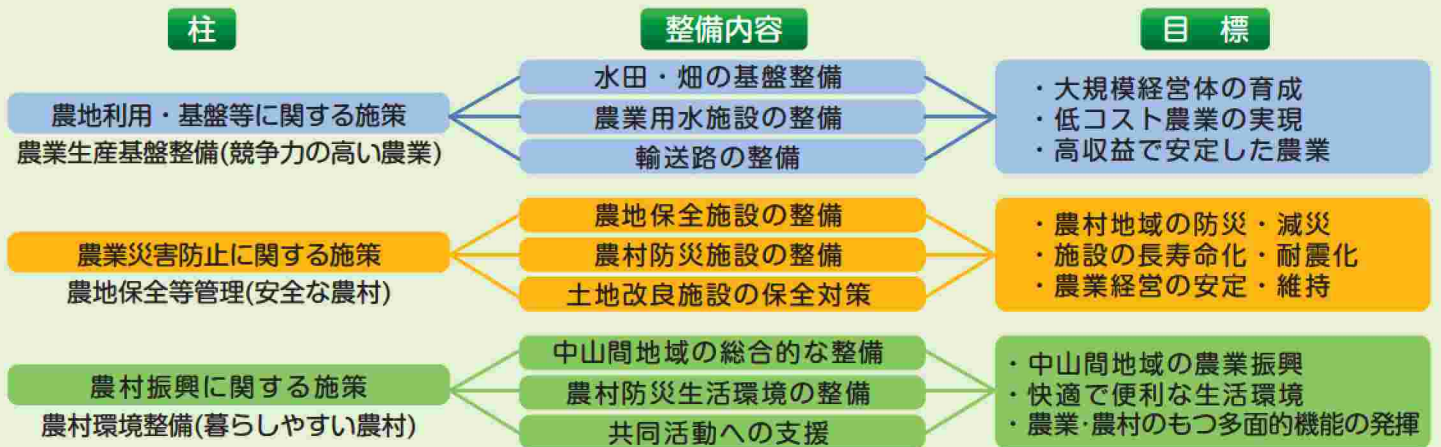 柱
整備内容
目 標
農地利用・基盤等に関する施策
農業生産基盤整備(競争力の高い農業)
水田・畑の基盤整備
農業用水施設の整備
輸送路の整備
・大規模経営体の育成
・低コスト農業の実現
・高収益で安定した農業
農業災害防止に関する施策
農地保全等管理(安全な農村)
農地保全施設の整備
農村防災施設の整備
土地改良施設の保全対策
・農村地域の防災・減災
・施設の長寿命化・耐震化
・農業経営の安定・維持
農村振興に関する施策
農村環境整備(暮らしやすい農村)
中山間地域の総合的な整備
農村防災生活環境の整備
共同活動への支援
・中山間地域の農業振興
・快適で便利な生活環境
・農業・農村のもつ多面的機能の発揮